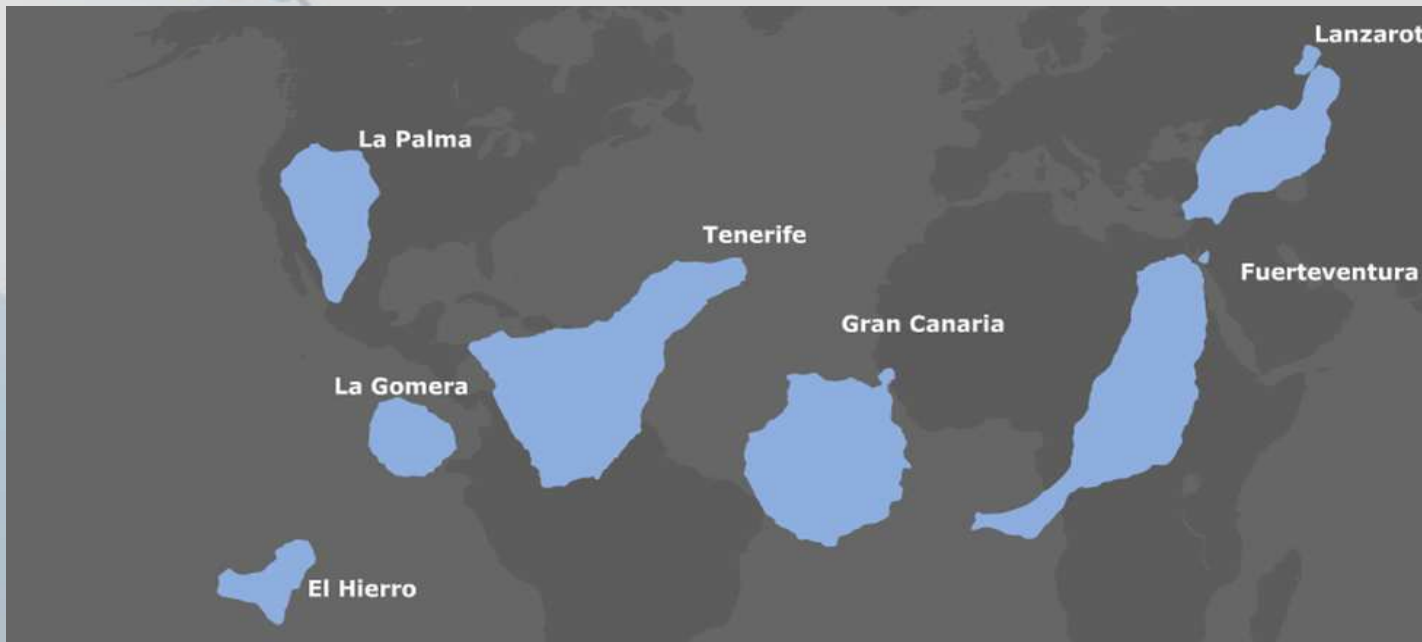 Lanzarot
La Palma
Tenerife
Fuerteventura
Gran Canaria
La Gomera
El Hierro